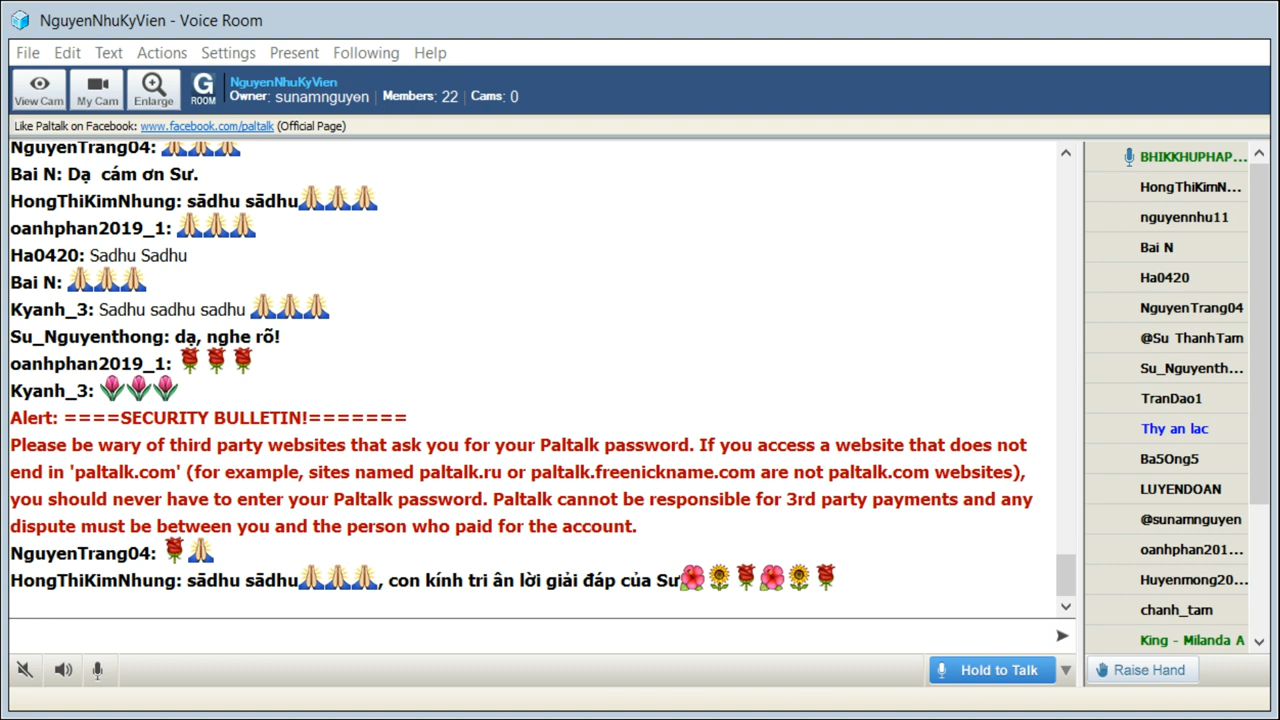 NguyenNhuKyVien - Voice Room
File Edit Text Actions Settings Present Following Help
View Cam My Cam Enlarge G ROOM
NguyenNhuKyVien
Owner: sunamnguyen | Members: 22 | Cams: 0
Like Paltalk on Facebook: www.facebook.com/paltalk (Official Page)
NguyenTrang04: 🙏🙏🙏
Bai N: Dạ cám ơn Sư.
HongThiKimNhung: sādhu sādhu🙏🙏🙏
oanhphan2019_1: 🙏🙏🙏
Ha0420: Sadhu Sadhu
Bai N: 🙏🙏🙏
Kyanh_3: Sadhu sadhu sadhu 🙏🙏🙏
Su_Nguyenthong: dạ, nghe rõ!
oanhphan2019_1: 🌹🌹🌹
Kyanh_3: 🌷🌷🌷
Alert: ====SECURITY BULLETIN!=======
Please be wary of third party websites that ask you for your Paltalk password. If you access a website that does not
end in 'paltalk.com' (for example, sites named paltalk.ru or paltalk.freenickname.com are not paltalk.com websites),
you should never have to enter your Paltalk password. Paltalk cannot be responsible for 3rd party payments and any
dispute must be between you and the person who paid for the account.
NguyenTrang04: 🌹🙏
HongThiKimNhung: sādhu sādhu🙏🙏🙏, con kính tri ân lời giải đáp của Sư🌺🌻🌹🌺🌻🌹
BHIKKHUPHAP...
HongThiKimN...
nguyennhu11
Bai N
Ha0420
NguyenTrang04
@Su ThanhTam
Su_Nguyenth...
TranDao1
Thy an lac
Ba5Ong5
LUYENDOAN
@sunamnguyen
oanhphan201...
Huyenmong20...
chanh_tam
King - Milanda A
Hold to Talk
Raise Hand